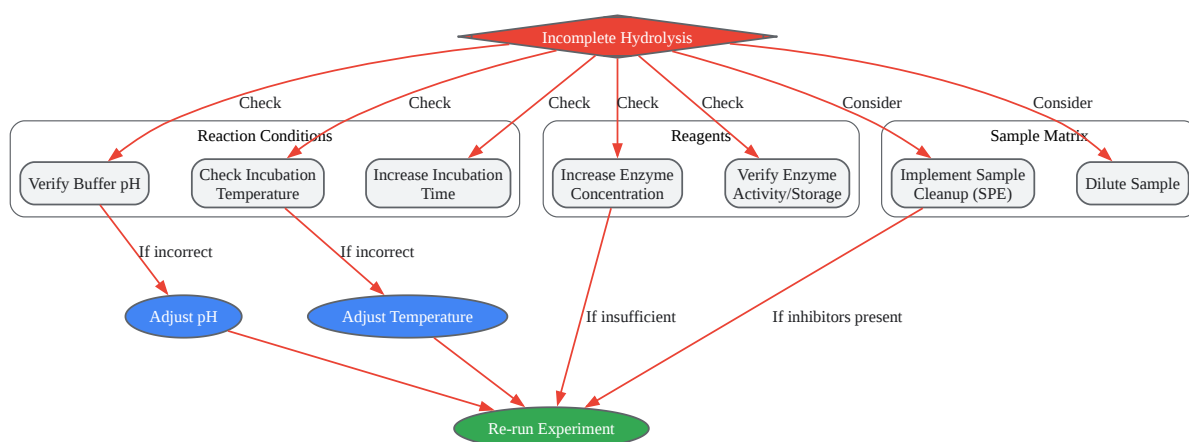 Incomplete Hydrolysis
Check
Check
Check
Check
Check
Consider
Consider
Reaction Conditions
Reagents
Sample Matrix
Verify Buffer pH
Check Incubation
Temperature
Increase Incubation
Time
Increase Enzyme
Concentration
Verify Enzyme
Activity/Storage
Implement Sample
Cleanup (SPE)
Dilute Sample
If incorrect
If incorrect
Adjust pH
Adjust Temperature
If insufficient
If inhibitors present
Re-run Experiment